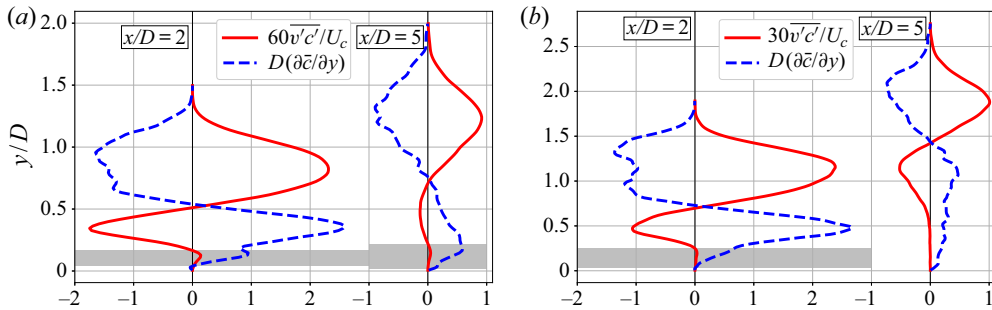 (a)
x/D = 2
60v′c′/U_c
D(∂c̄/∂y)
x/D = 5
2.0
1.5
1.0
0.5
0
y/D
−2 −1 0 1 2 0 1
(b)
x/D = 2
30v′c′/U_c
D(∂c̄/∂y)
x/D = 5
2.5
2.0
1.5
1.0
0.5
0
−2 −1 0 1 2 0 1